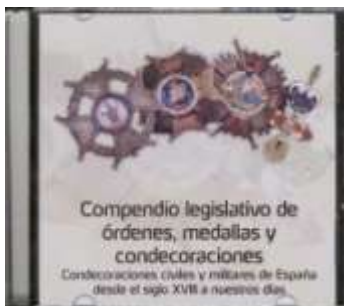 Compendio legislativo de
órdenes, medallas y
condecoraciones
Condecoraciones civiles y militares de España
desde el siglo XVIII a nuestros días